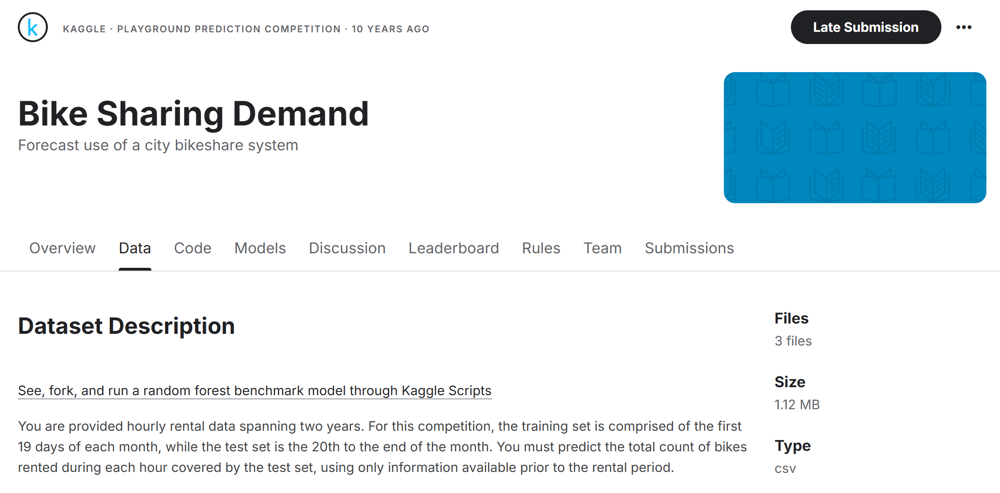 k
KAGGLE · PLAYGROUND PREDICTION COMPETITION · 10 YEARS AGO
Late Submission
Bike Sharing Demand
Forecast use of a city bikeshare system
Overview Data Code Models Discussion Leaderboard Rules Team Submissions
Dataset Description
See, fork, and run a random forest benchmark model through Kaggle Scripts
You are provided hourly rental data spanning two years. For this competition, the training set is comprised of the first
19 days of each month, while the test set is the 20th to the end of the month. You must predict the total count of bikes
rented during each hour covered by the test set, using only information available prior to the rental period.
Files
3 files
Size
1.12 MB
Type
csv